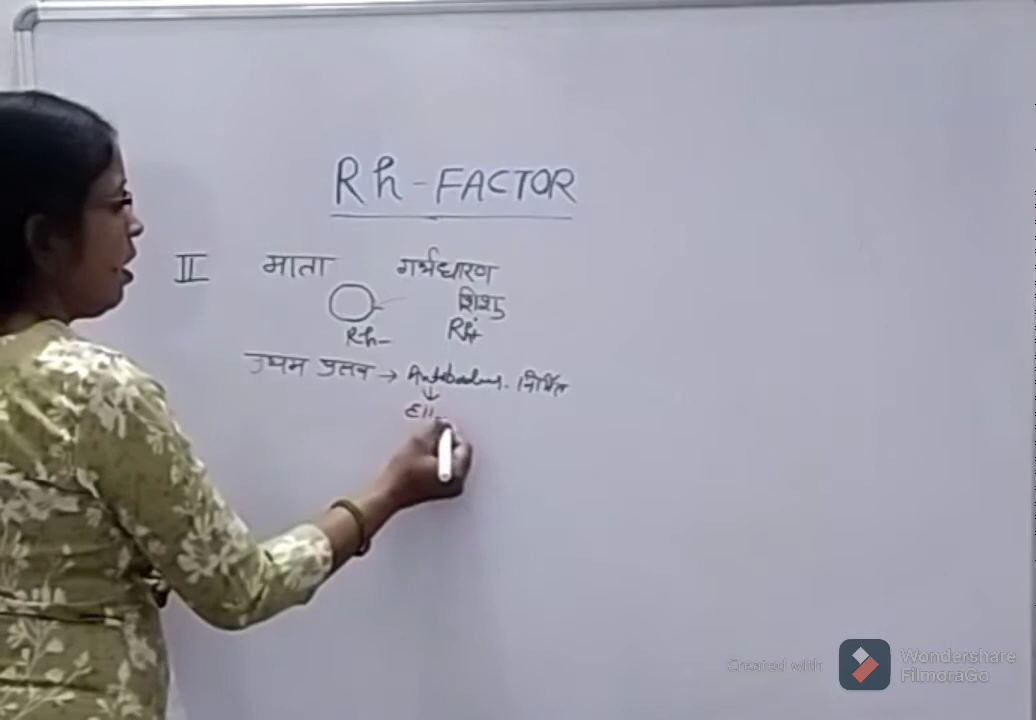 Rh - FACTOR
II माता गर्भधारण
शिशु
Rh- Rh+
प्रथम प्रसव → Antibodies निर्मित
↓
Created with Wondershare FilmoraGo